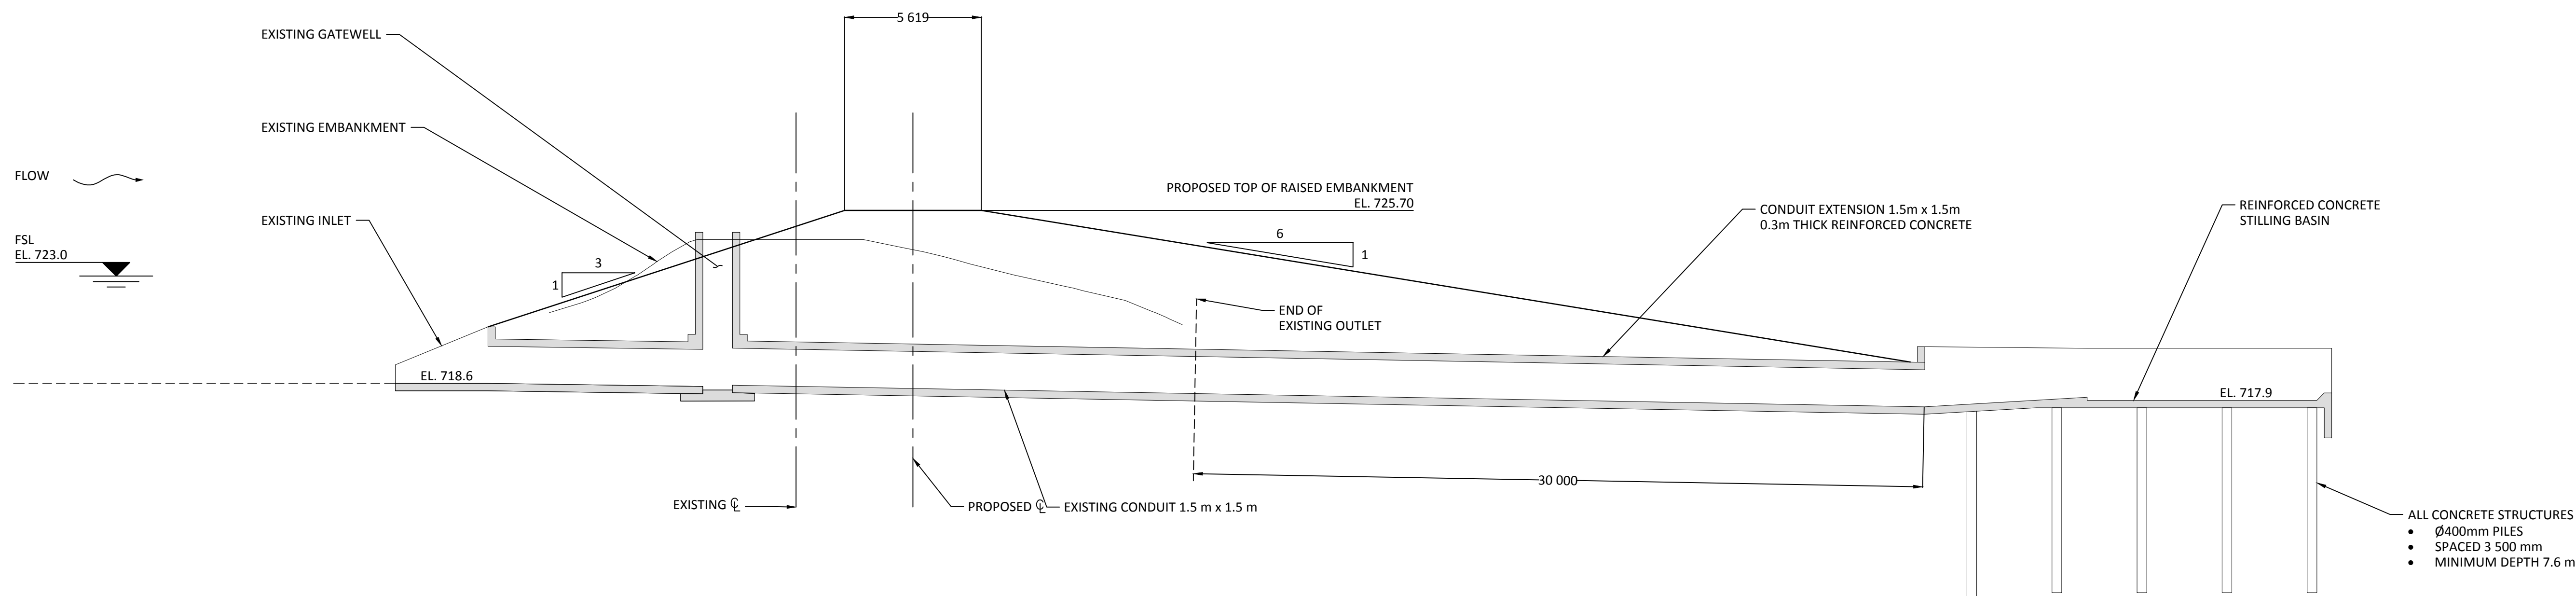 5 619
EXISTING GATEWELL
EXISTING EMBANKMENT
FLOW
PROPOSED TOP OF RAISED EMBANKMENT
EL. 725.70
EXISTING INLET
CONDUIT EXTENSION 1.5m x 1.5m
0.3m THICK REINFORCED CONCRETE
REINFORCED CONCRETE
STILLING BASIN
FSL
EL. 723.0
3
1
6
1
END OF
EXISTING OUTLET
EL. 718.6
EL. 717.9
30 000
EXISTING ℄
PROPOSED ℄
EXISTING CONDUIT 1.5 m x 1.5 m
ALL CONCRETE STRUCTURES
• Ø400mm PILES
• SPACED 3 500 mm
• MINIMUM DEPTH 7.6 m